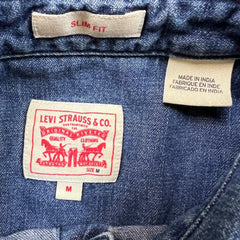 SLIM FIT
MADE IN INDIA
FABRIQUÉ EN INDE
FABRICADO EN INDIA
LEVI STRAUSS & CO.
ORIGINAL RIVETED
QUALITY CLOTHING
SIZE M
M